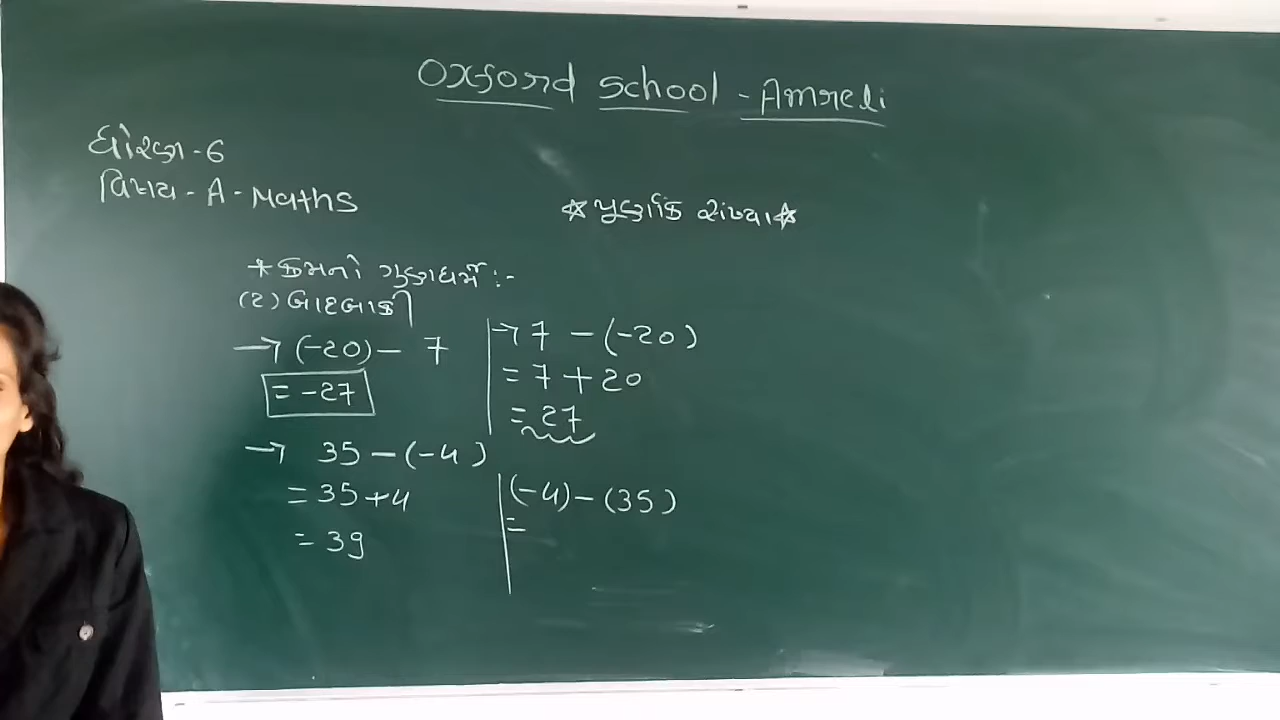 Oxford School - Amreli
ધોરણ - 6
વિષય - A - Maths
* પુર્ણાંક સંખ્યા *
* ક્રમનો ગુણધર્મ :-
(૨) બાદબાકી
→ (-20) - 7
= -27
→ 7 - (-20)
= 7 + 20
= 27
→ 35 - (-4)
= 35 + 4
= 39
(-4) - (35)
=